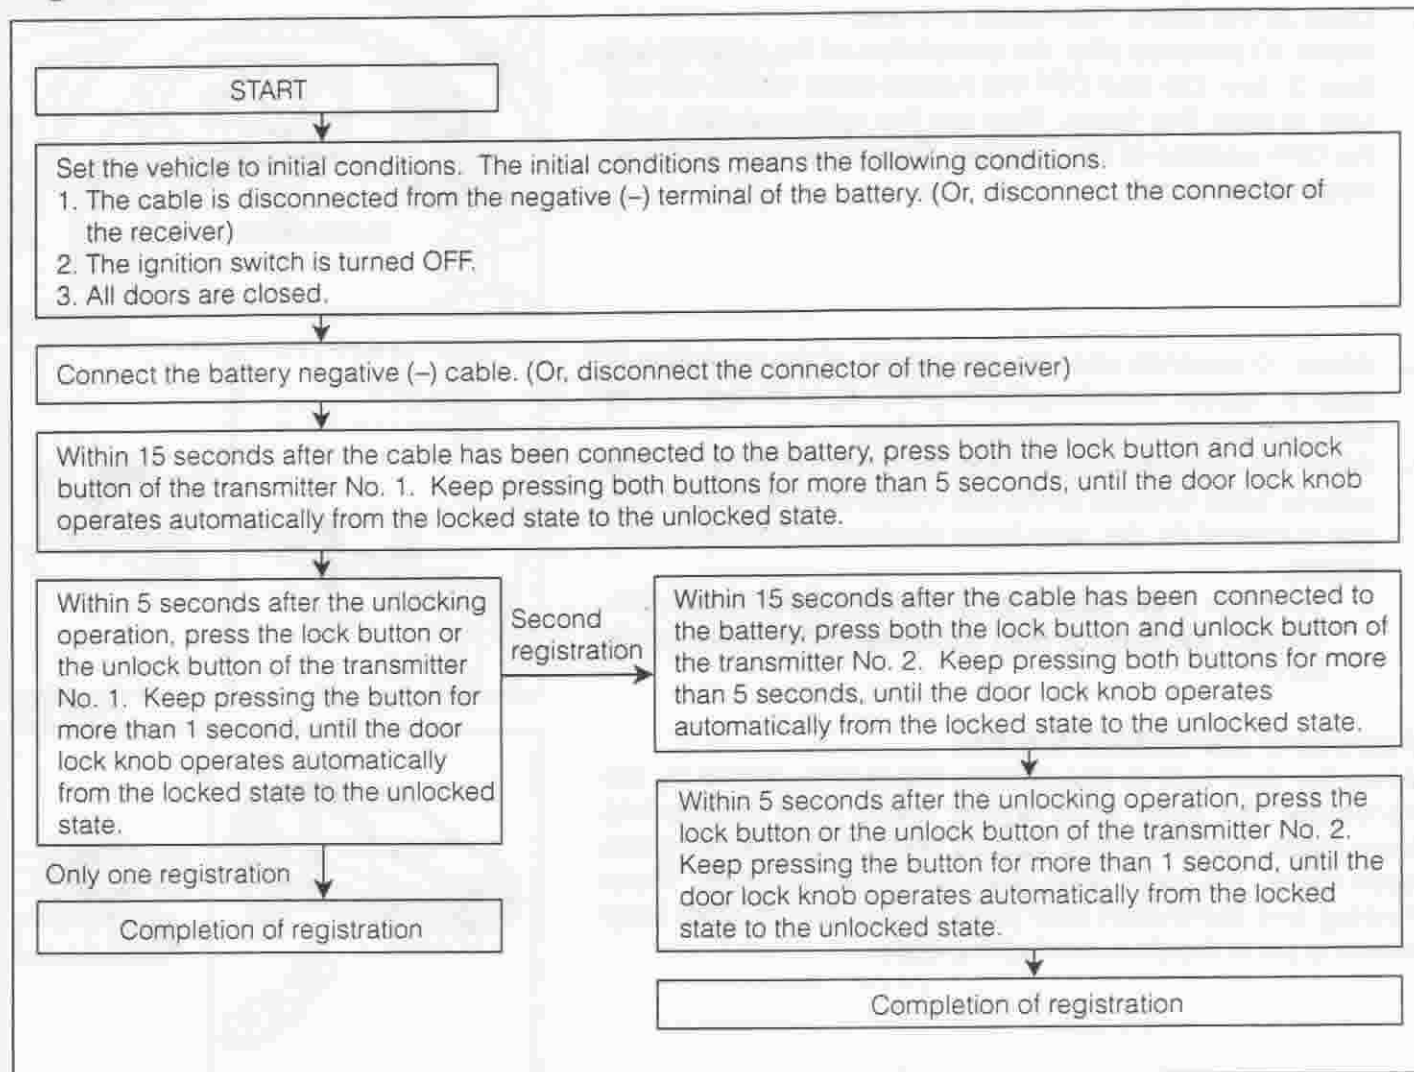 START
Set the vehicle to initial conditions. The initial conditions means the following conditions.
1. The cable is disconnected from the negative (–) terminal of the battery. (Or, disconnect the connector of
the receiver)
2. The ignition switch is turned OFF.
3. All doors are closed.
Connect the battery negative (–) cable. (Or, disconnect the connector of the receiver)
Within 15 seconds after the cable has been connected to the battery, press both the lock button and unlock
button of the transmitter No. 1. Keep pressing both buttons for more than 5 seconds, until the door lock knob
operates automatically from the locked state to the unlocked state.
Within 5 seconds after the unlocking
operation, press the lock button or
the unlock button of the transmitter
No. 1. Keep pressing the button for
more than 1 second, until the door
lock knob operates automatically
from the locked state to the unlocked
state.
Only one registration
Completion of registration
Second
registration
Within 15 seconds after the cable has been connected to
the battery, press both the lock button and unlock button of
the transmitter No. 2. Keep pressing both buttons for more
than 5 seconds, until the door lock knob operates
automatically from the locked state to the unlocked state.
Within 5 seconds after the unlocking operation, press the
lock button or the unlock button of the transmitter No. 2.
Keep pressing the button for more than 1 second, until the
door lock knob operates automatically from the locked
state to the unlocked state.
Completion of registration